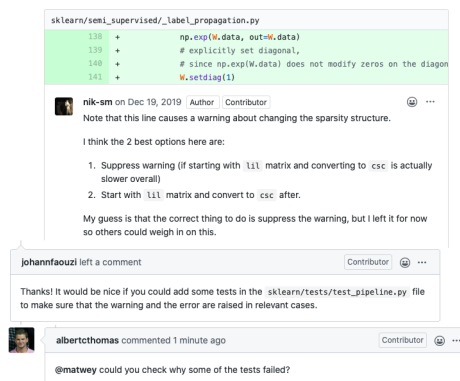 sklearn/semi_supervised/_label_propagation.py
138 + np.exp(W.data, out=W.data)
139 + # explicitly set diagonal,
140 + # since np.exp(W.data) does not modify zeros on the diagon
141 + W.setdiag(1)
nik-sm on Dec 19, 2019 Author Contributor
Note that this line causes a warning about changing the sparsity structure.
I think the 2 best options here are:
1. Suppress warning (if starting with lil matrix and converting to csc is actually
slower overall)
2. Start with lil matrix and convert to csc after.
My guess is that the correct thing to do is suppress the warning, but I left it for now
so others could weigh in on this.
johannfaouzi left a comment Contributor
Thanks! It would be nice if you could add some tests in the sklearn/tests/test_pipeline.py file
to make sure that the warning and the error are raised in relevant cases.
albertcthomas commented 1 minute ago Contributor
@matwey could you check why some of the tests failed?